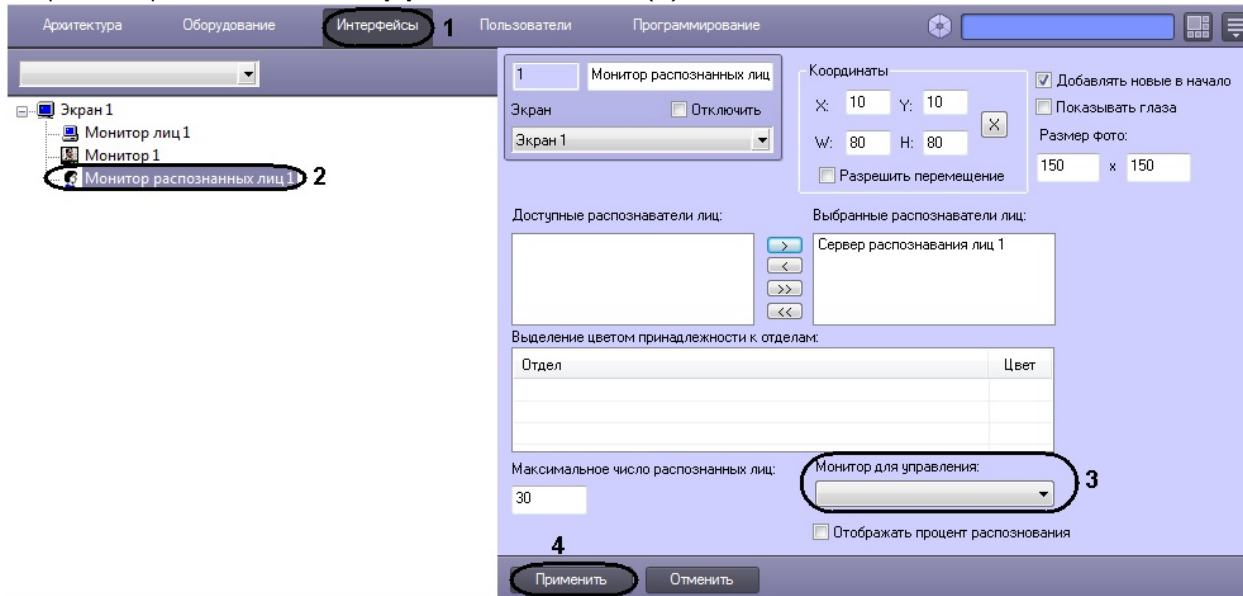 Архитектура Оборудование Интерфейсы 1 Пользователи Программирование
Экран 1
Монитор лиц 1
Монитор 1
Монитор распознанных лиц 1 2
1 Монитор распознанных лиц
Экран Отключить
Экран 1
Координаты
X: 10 Y: 10
X
W: 80 H: 80
Разрешить перемещение
Добавлять новые в начало
Показывать глаза
Размер фото:
150 x 150
Доступные распознаватели лиц:
Выбранные распознаватели лиц:
Сервер распознавания лиц 1
>
<
>>
<<
Выделение цветом принадлежности к отделам:
Отдел Цвет
Максимальное число распознанных лиц:
30
Монитор для управления:
3
Отображать процент распознования
4
Применить Отменить